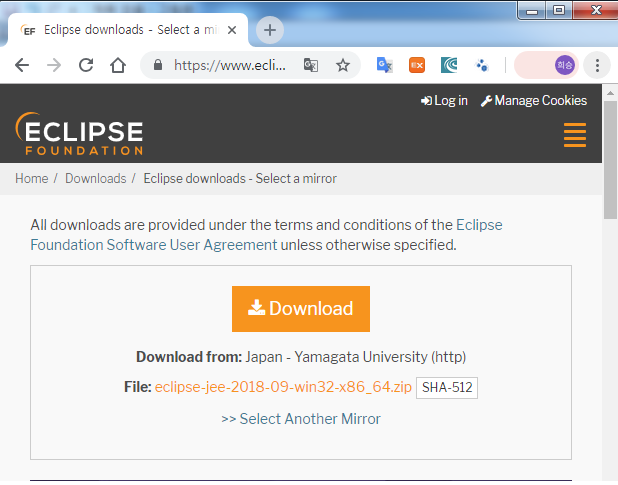 Eclipse downloads - Select a mi
https://www.ecli...
희승
Log in Manage Cookies
ECLIPSE
FOUNDATION
Home / Downloads / Eclipse downloads - Select a mirror
All downloads are provided under the terms and conditions of the Eclipse
Foundation Software User Agreement unless otherwise specified.
Download
Download from: Japan - Yamagata University (http)
File: eclipse-jee-2018-09-win32-x86_64.zip SHA-512
>> Select Another Mirror